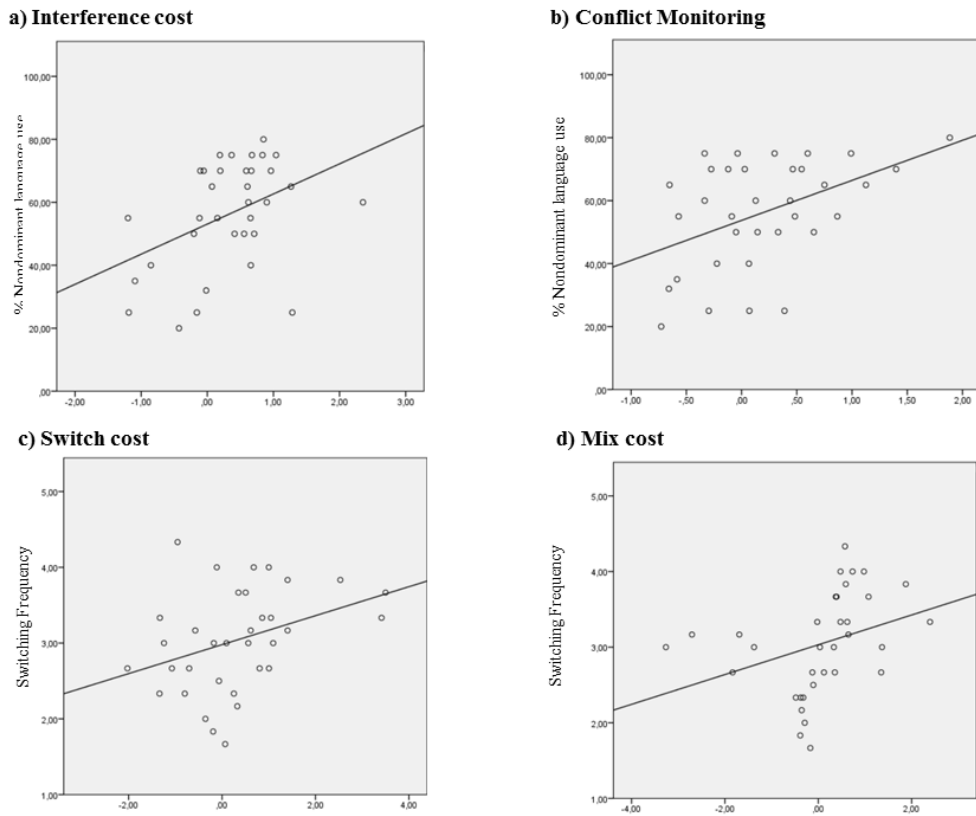 a) Interference cost
b) Conflict Monitoring
% Nondominant language use
100,00
80,00
60,00
40,00
20,00
,00
-2,00 -1,00 ,00 1,00 2,00 3,00
% Nondominant language use
100,00
80,00
60,00
40,00
20,00
,00
-1,00 -,50 ,00 ,50 1,00 1,50 2,00
c) Switch cost
d) Mix cost
Switching Frequency
5,00
4,00
3,00
2,00
1,00
-2,00 ,00 2,00 4,00
Switching Frequency
5,00
4,00
3,00
2,00
1,00
-4,00 -2,00 ,00 2,00